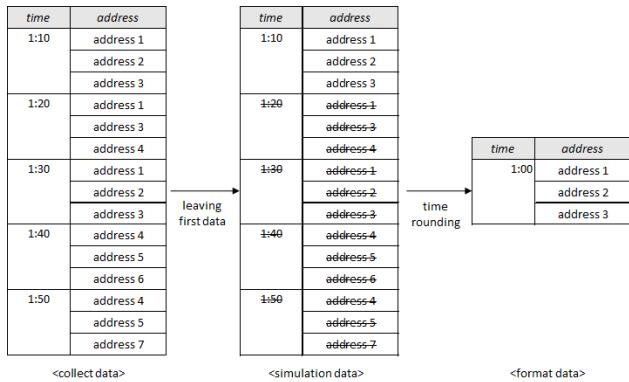 time address
1:10 address 1
address 2
address 3
1:20 address 1
address 3
address 4
1:30 address 1
address 2
address 3
1:40 address 4
address 5
address 6
1:50 address 4
address 5
address 7
<collect data>
leaving
first data
time address
1:10 address 1
address 2
address 3
1:20 address 1
address 3
address 4
1:30 address 1
address 2
address 3
1:40 address 4
address 5
address 6
1:50 address 4
address 5
address 7
<simulation data>
time
rounding
time address
1:00 address 1
address 2
address 3
<format data>